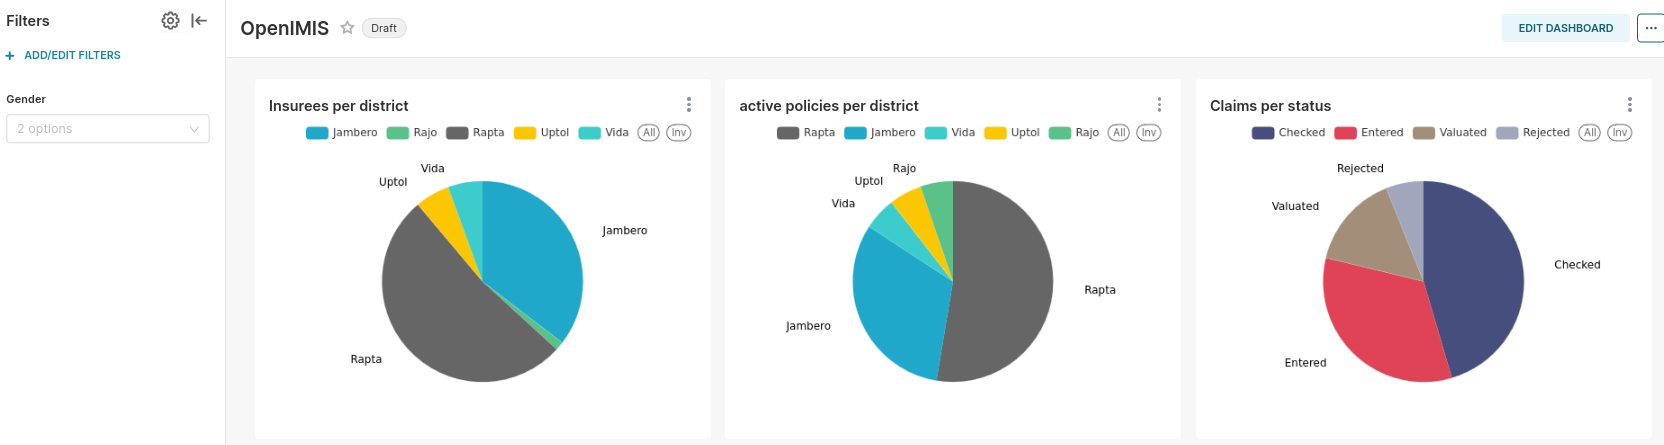 Filters
+ ADD/EDIT FILTERS
Gender
2 options
OpenIMIS Draft
EDIT DASHBOARD ...
Insurees per district
Jambero Rajo Rapta Uptol Vida All Inv
Vida
Uptol
Jambero
Rapta
active policies per district
Rapta Jambero Vida Uptol Rajo All Inv
Rajo
Uptol
Vida
Rapta
Jambero
Claims per status
Checked Entered Valuated Rejected All Inv
Rejected
Valuated
Checked
Entered